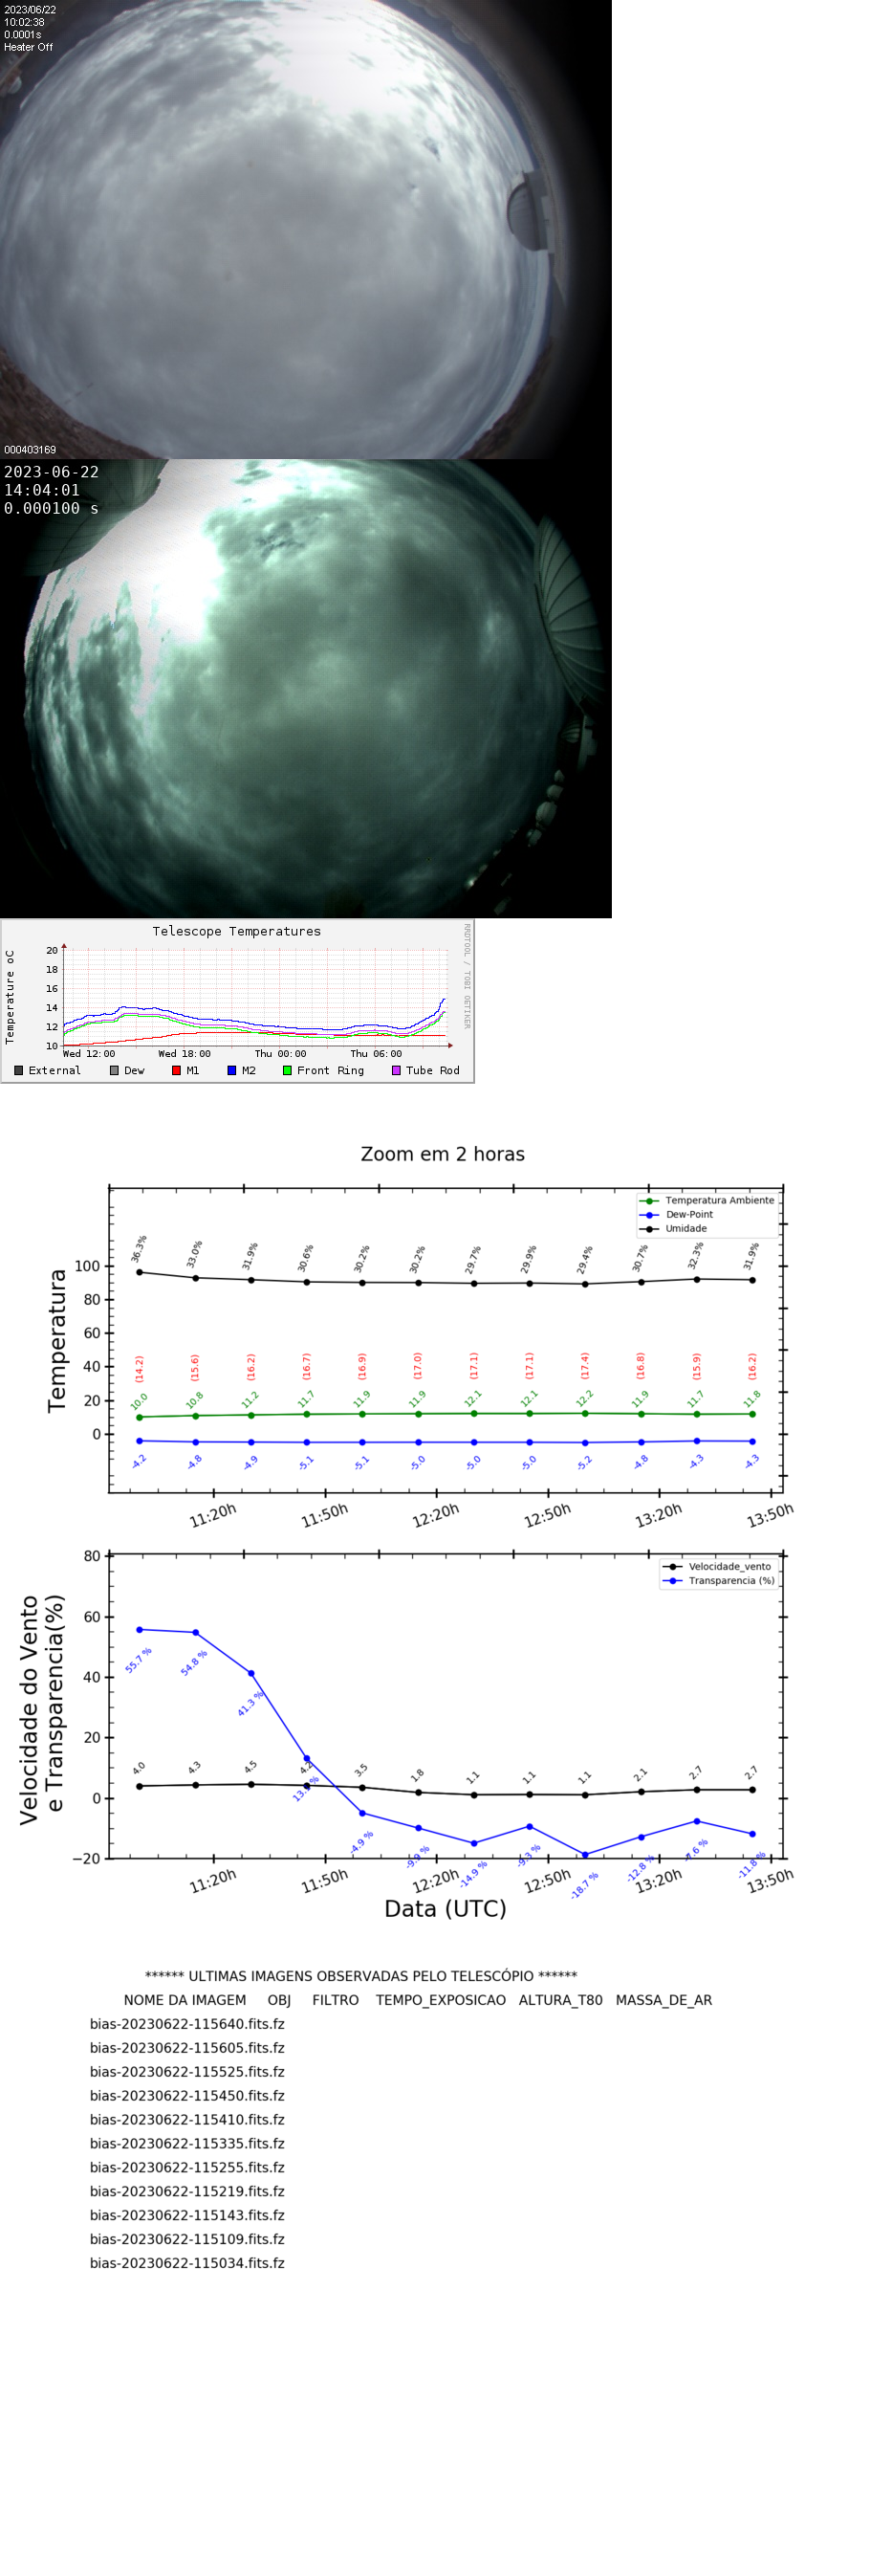 2023/06/22
10:02:38
0.0001s
Heater Off
000403169
2023-06-22
14:04:01
0.000100 s
Telescope Temperatures
RRDTOOL / TOBI OETIKER
Temperature oC
20
18
16
14
12
10
Wed 12:00 Wed 18:00 Thu 00:00 Thu 06:00
External Dew M1 M2 Front Ring Tube Rod
Zoom em 2 horas
Temperatura Ambiente
Dew-Point
Umidade
Temperatura
100
80
60
40
20
0
36.3% 33.0% 31.9% 30.6% 30.2% 30.2% 29.7% 29.9% 29.4% 30.7% 32.3% 31.9%
(14.2) (15.6) (16.2) (16.7) (16.9) (17.0) (17.1) (17.1) (17.4) (16.8) (15.9) (16.2)
10.0 10.8 11.2 11.7 11.9 11.9 12.1 12.1 12.2 11.9 11.7 11.8
-4.2 -4.8 -4.9 -5.1 -5.1 -5.0 -5.0 -5.0 -5.2 -4.8 -4.3 -4.3
11:20h 11:50h 12:20h 12:50h 13:20h 13:50h
Velocidade_vento
Transparencia (%)
Velocidade do Vento
e Transparencia(%)
80
60
40
20
0
−20
55.7 % 54.8 % 41.3 % -4.9 % -9.9 % -14.9 % -9.3 % -18.7 % -12.8 % -7.6 % -11.8 %
4.0 4.3 4.5 4.2 3.5 1.8 1.1 1.1 1.1 2.1 2.7 2.7
11:20h 11:50h 12:20h 12:50h 13:20h 13:50h
Data (UTC)
****** ULTIMAS IMAGENS OBSERVADAS PELO TELESCÓPIO ******
NOME DA IMAGEM OBJ FILTRO TEMPO_EXPOSICAO ALTURA_T80 MASSA_DE_AR
bias-20230622-115640.fits.fz
bias-20230622-115605.fits.fz
bias-20230622-115525.fits.fz
bias-20230622-115450.fits.fz
bias-20230622-115410.fits.fz
bias-20230622-115335.fits.fz
bias-20230622-115255.fits.fz
bias-20230622-115219.fits.fz
bias-20230622-115143.fits.fz
bias-20230622-115109.fits.fz
bias-20230622-115034.fits.fz